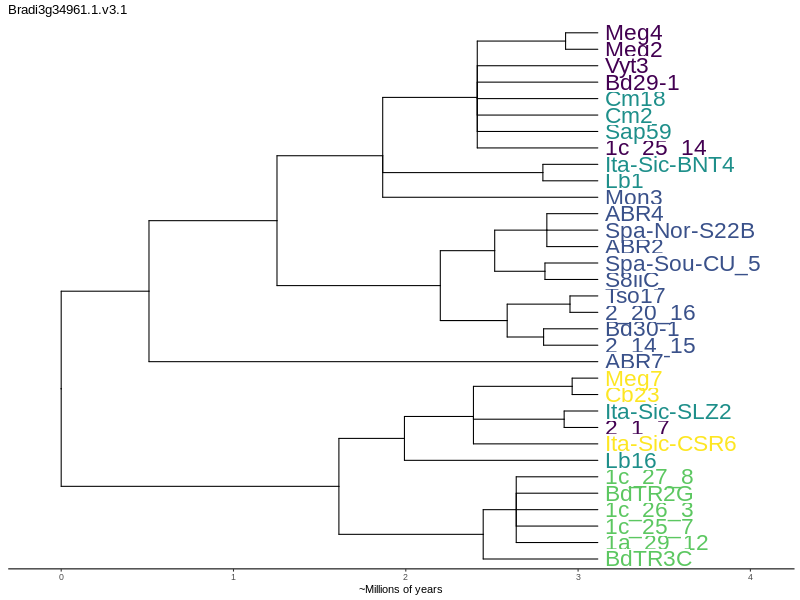 Bradi3g34961.1.v3.1
Meg4
Meg2
Vyt3
Bd29-1
Cm18
Cm2
Sap59
1c_25_14
Ita-Sic-BNT4
Lb1
Mon3
ABR4
Spa-Nor-S22B
ABR2
Spa-Sou-CU_5
S8iiC
Tso17
2_20_16
Bd30-1
2_14_15
ABR7
Meg7
Cb23
Ita-Sic-SLZ2
2_1_7
Ita-Sic-CSR6
Lb16
1c_27_8
BdTR2G
1c_26_3
1c_25_7
1a_29_12
BdTR3C
0 1 2 3 4
~Millions of years